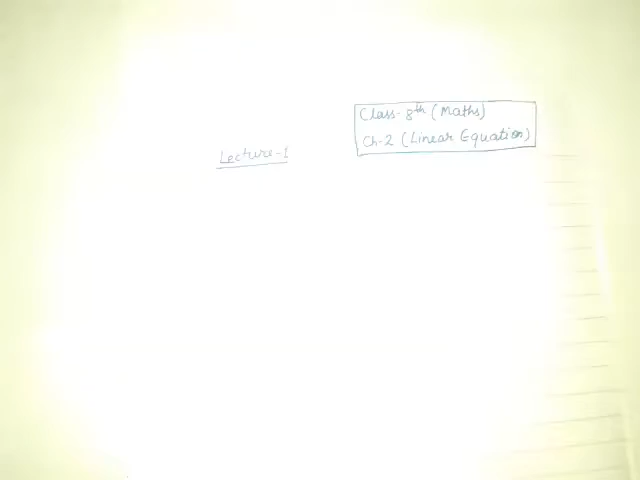 Class- 8th (Maths)
Ch-2 (Linear Equation)
Lecture-1